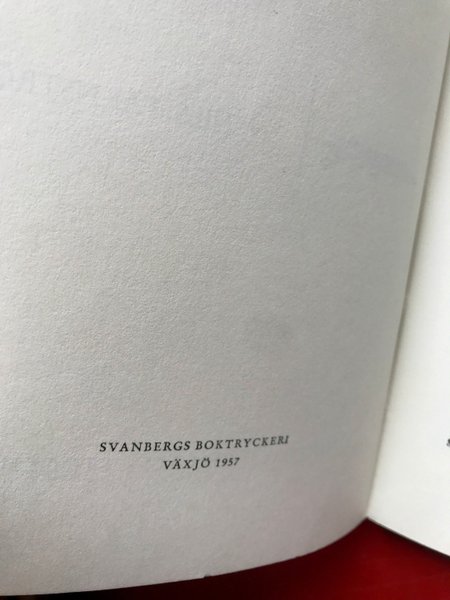 SVANBERGS BOKTRYCKERI
VÄXJÖ 1957